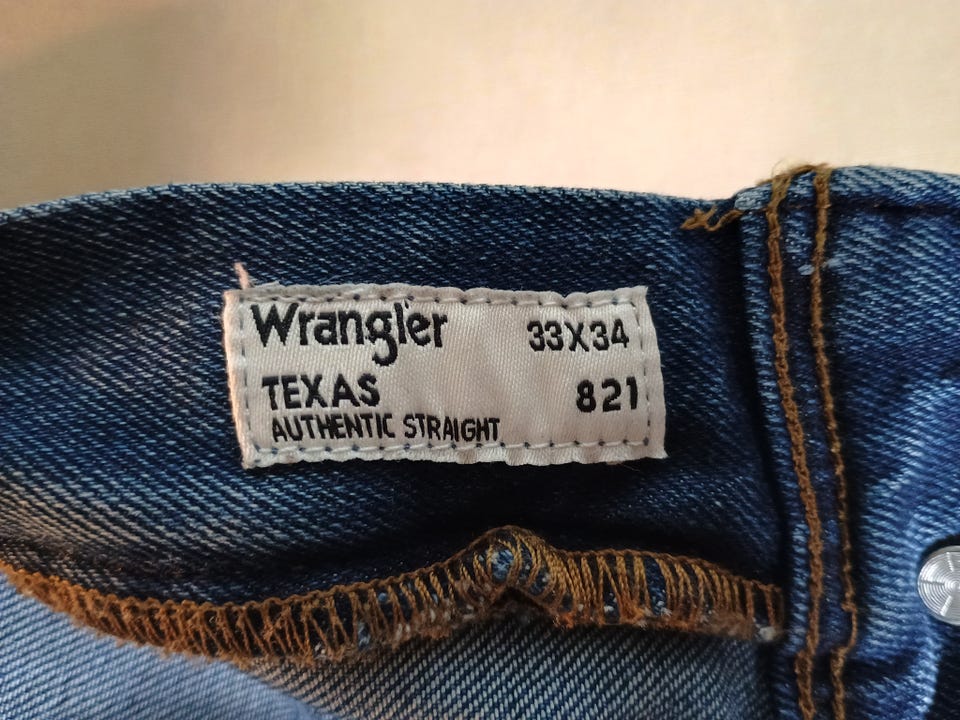 Wrangler 33X34
TEXAS 821
AUTHENTIC STRAIGHT